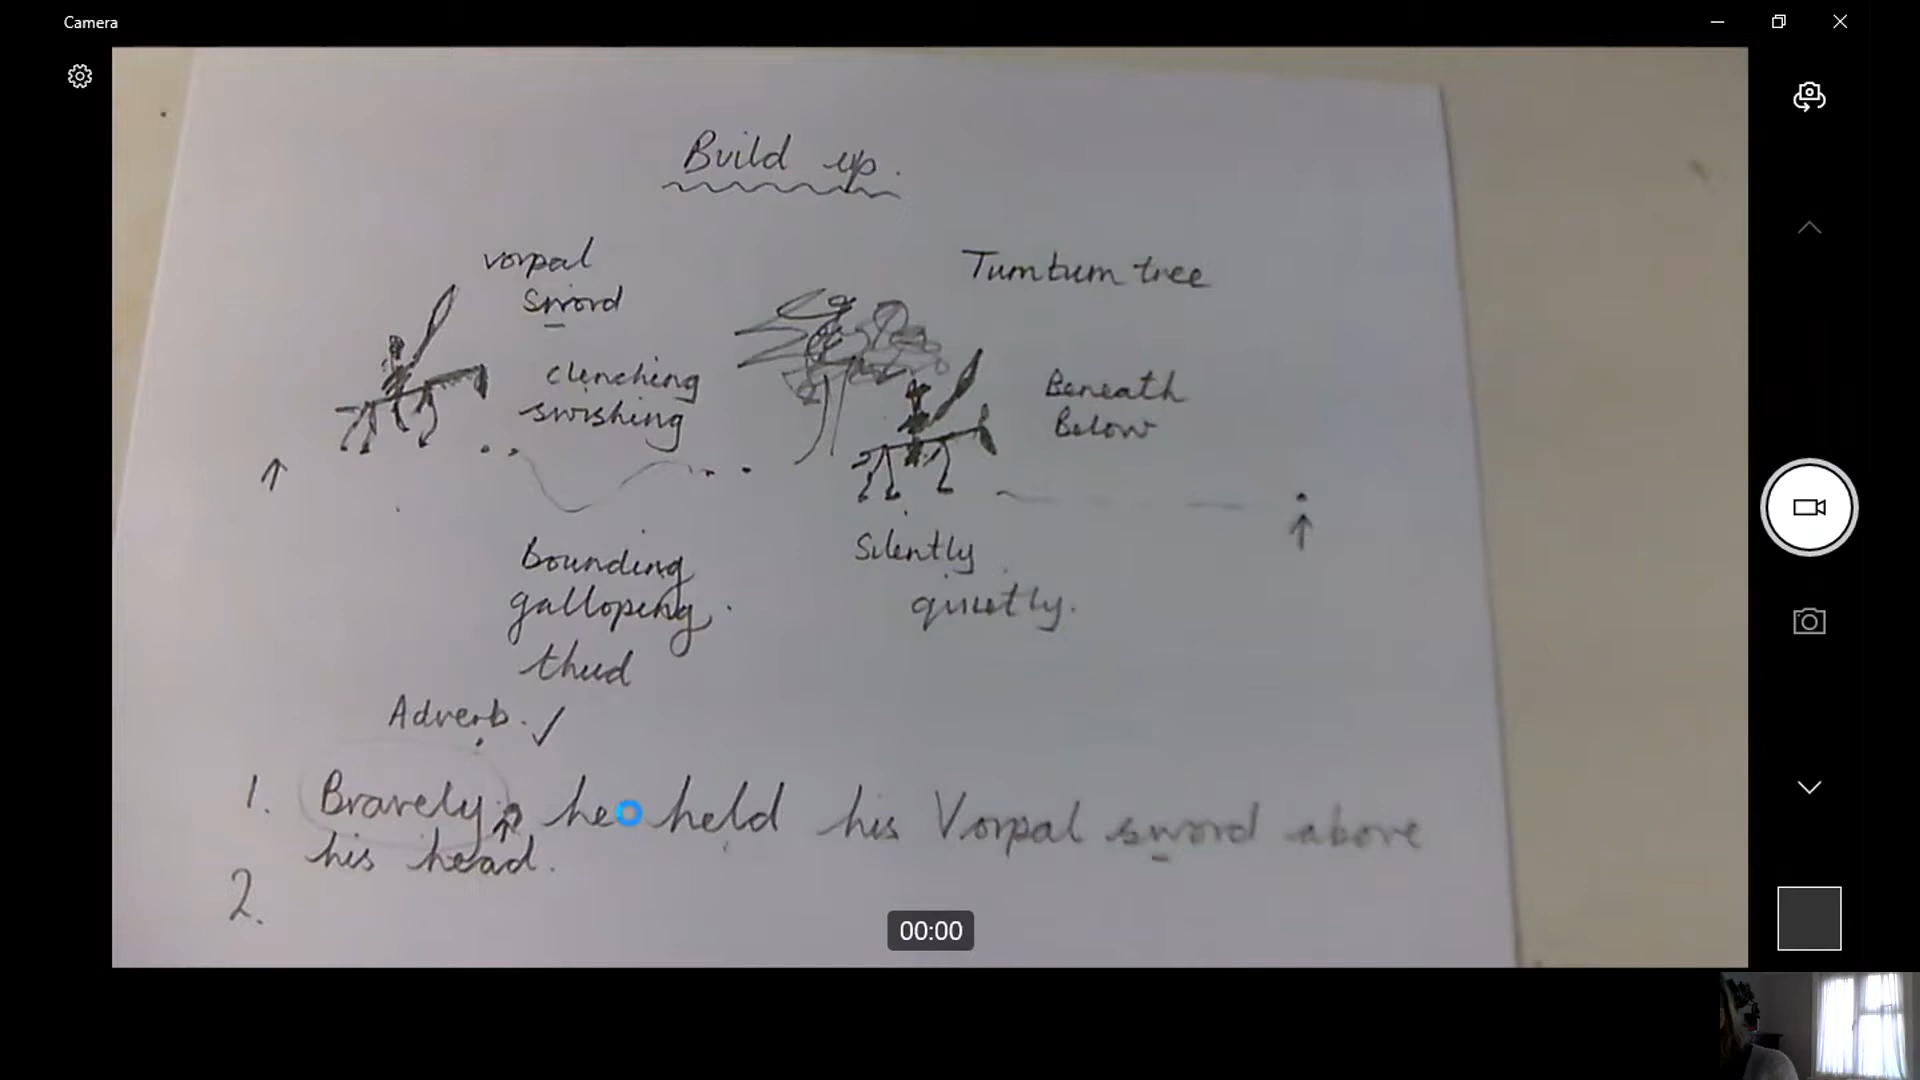 Camera
Build up.
vorpal
sword
Tumtum tree
clenching
swishing
Beneath
Below
Bounding
galloping
thud
Silently
quietly.
Adverb. ✓
1. Bravely, he held his Vorpal sword above
his head.
2.
00:00